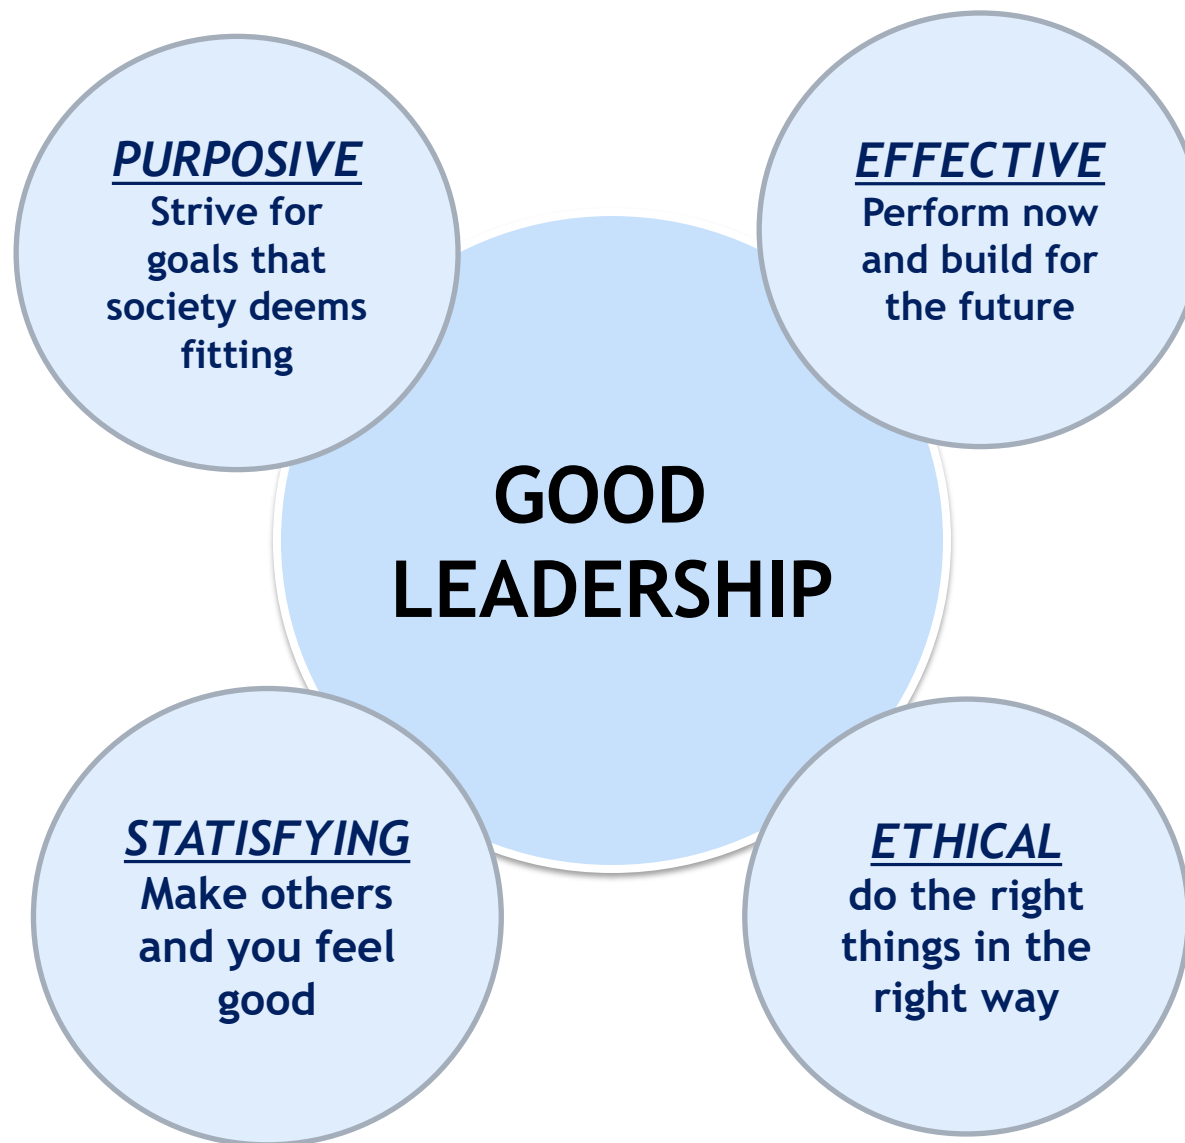 PURPOSIVE
Strive for
goals that
society deems
fitting
EFFECTIVE
Perform now
and build for
the future
GOOD
LEADERSHIP
STATISFYING
Make others
and you feel
good
ETHICAL
do the right
things in the
right way